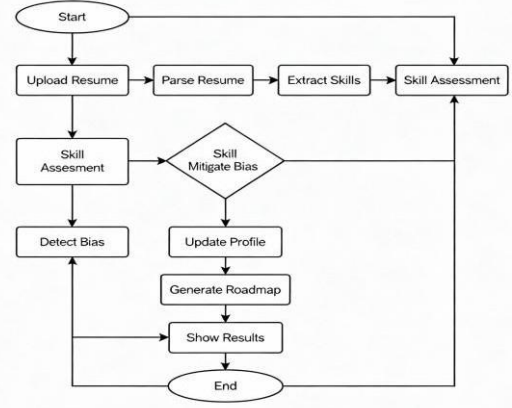 Start
Upload Resume
Parse Resume
Extract Skills
Skill Assessment
Skill
Assesment
Skill
Mitigate Bias
Detect Bias
Update Profile
Generate Roadmap
Show Results
End